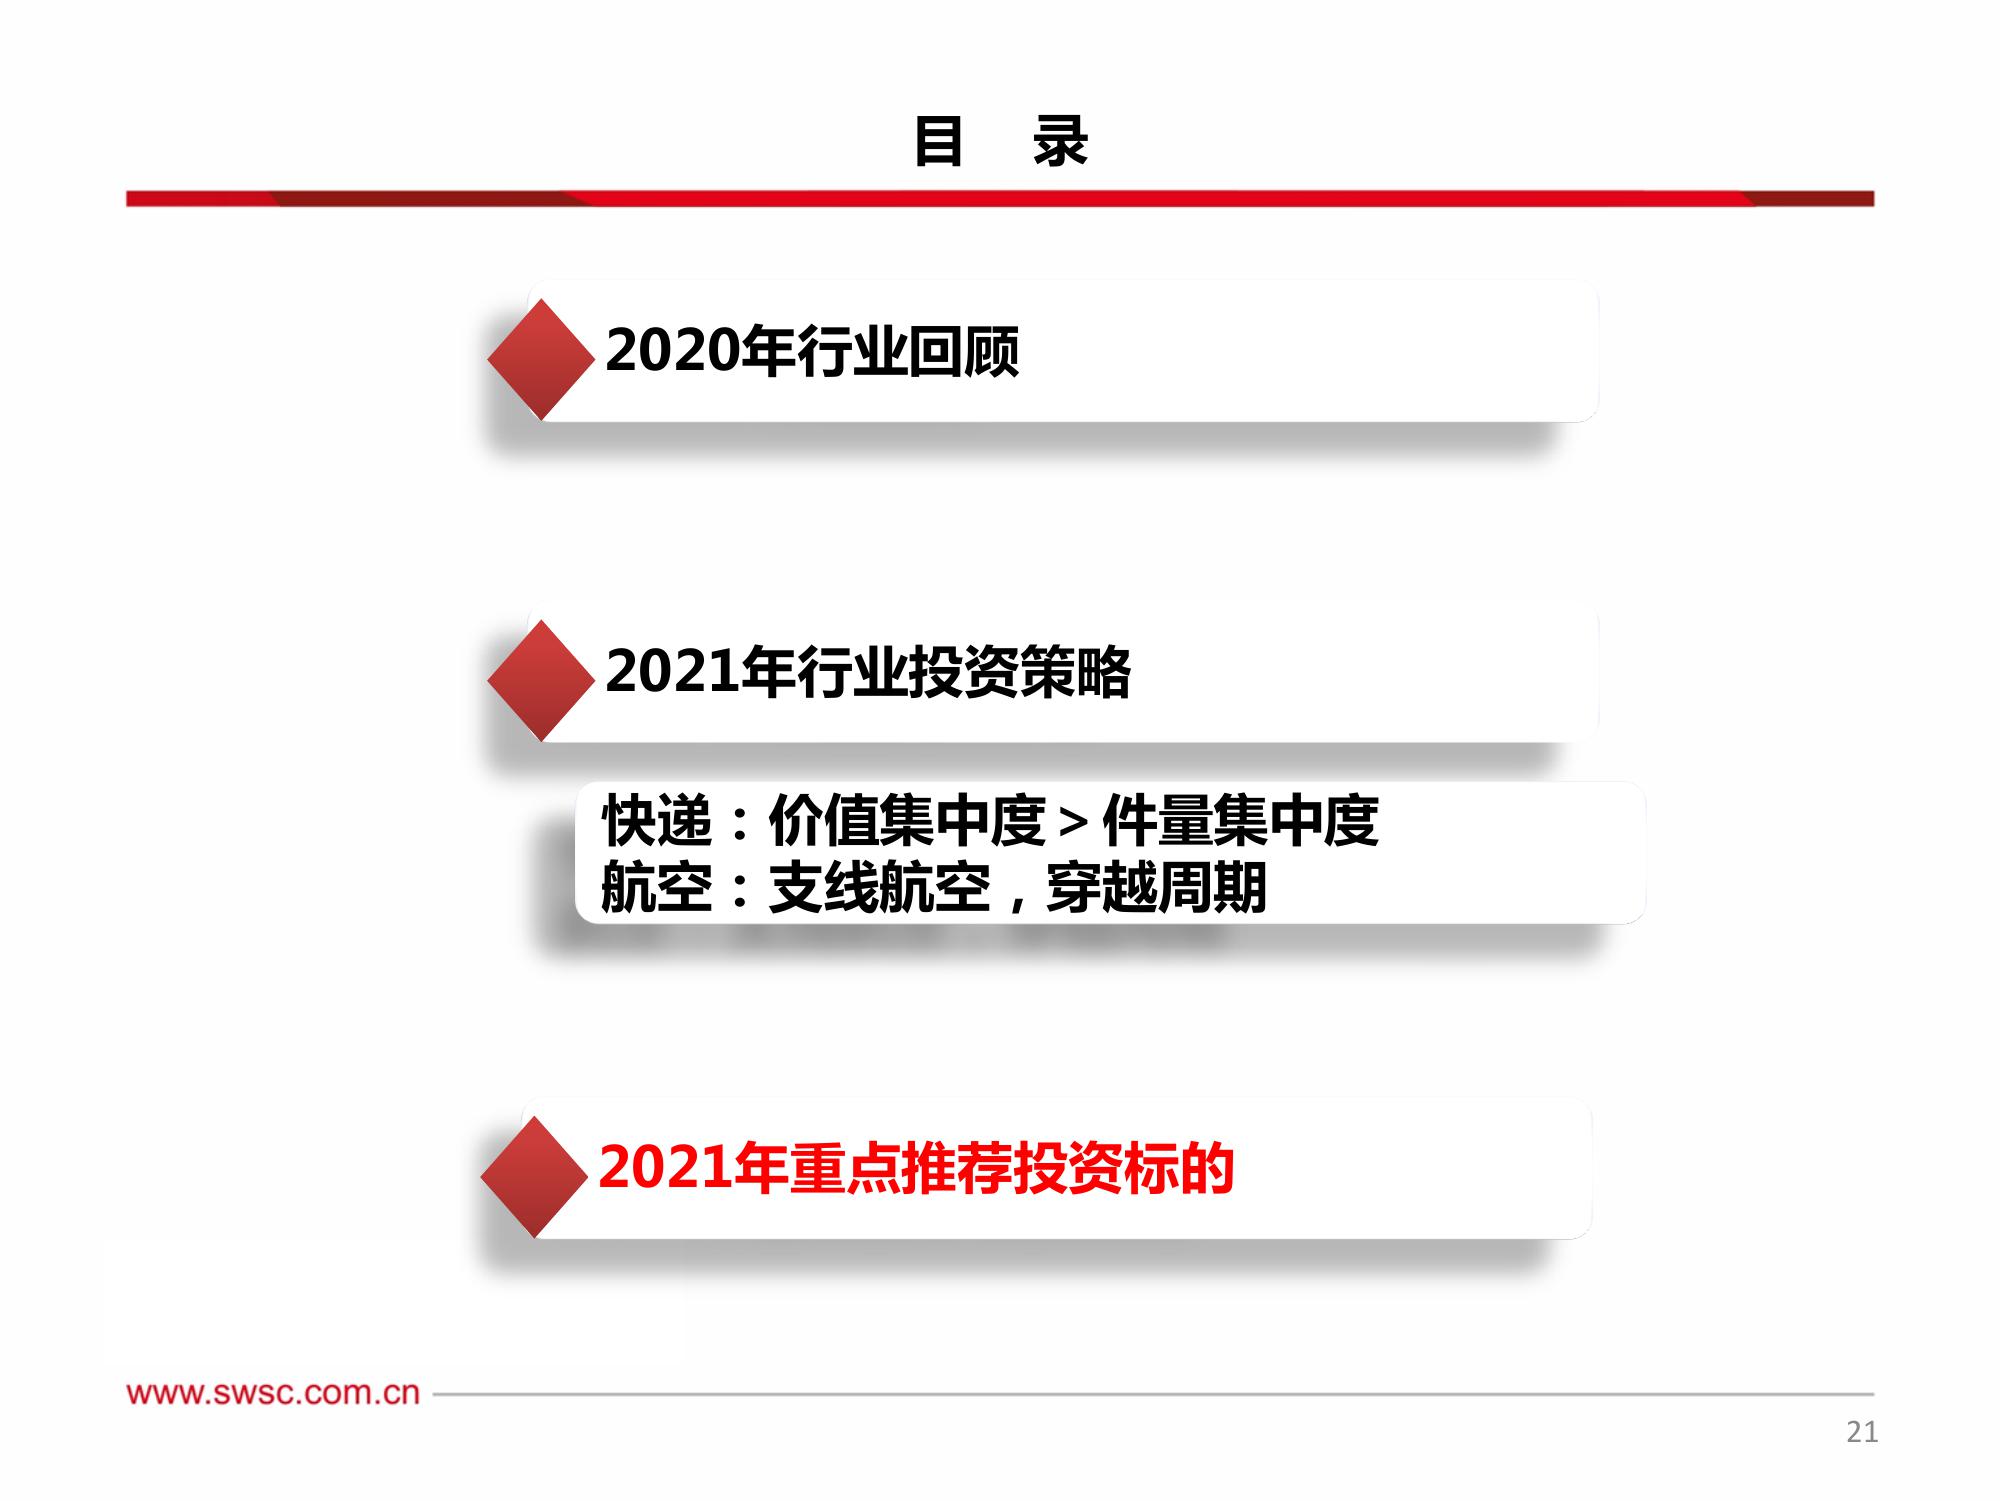 目 录
2020年行业回顾
2021年行业投资策略
快递：价值集中度＞件量集中度
航空：支线航空，穿越周期
2021年重点推荐投资标的
www.swsc.com.cn
21